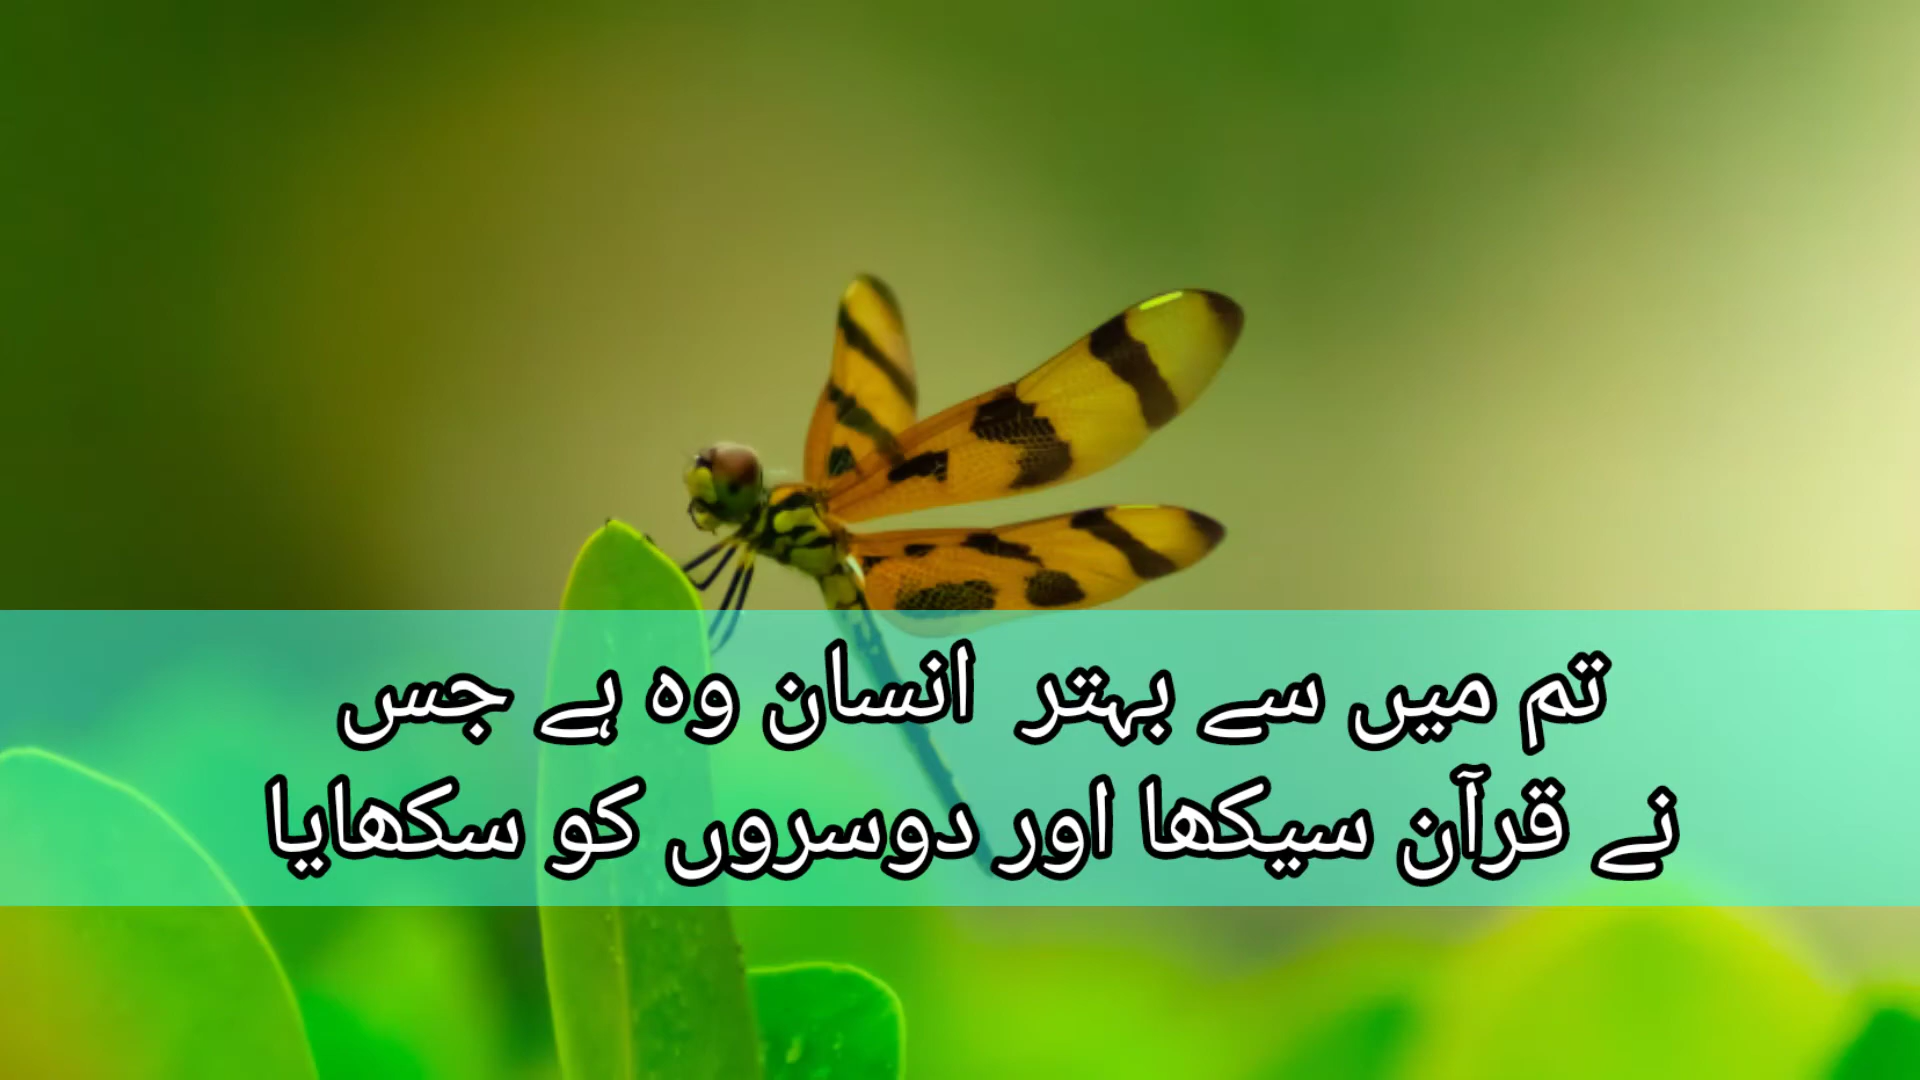 تم میں سے بہتر انسان وہ ہے جس
نے قرآن سیکھا اور دوسروں کو سکھایا